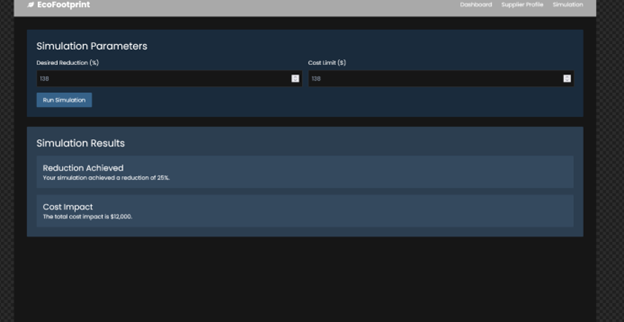 EcoFootprint
Dashboard Supplier Profile Simulation
Simulation Parameters
Desired Reduction (%) Cost Limit ($)
138 138
Run Simulation
Simulation Results
Reduction Achieved
Your simulation achieved a reduction of 25%.
Cost Impact
The total cost impact is $12,000.